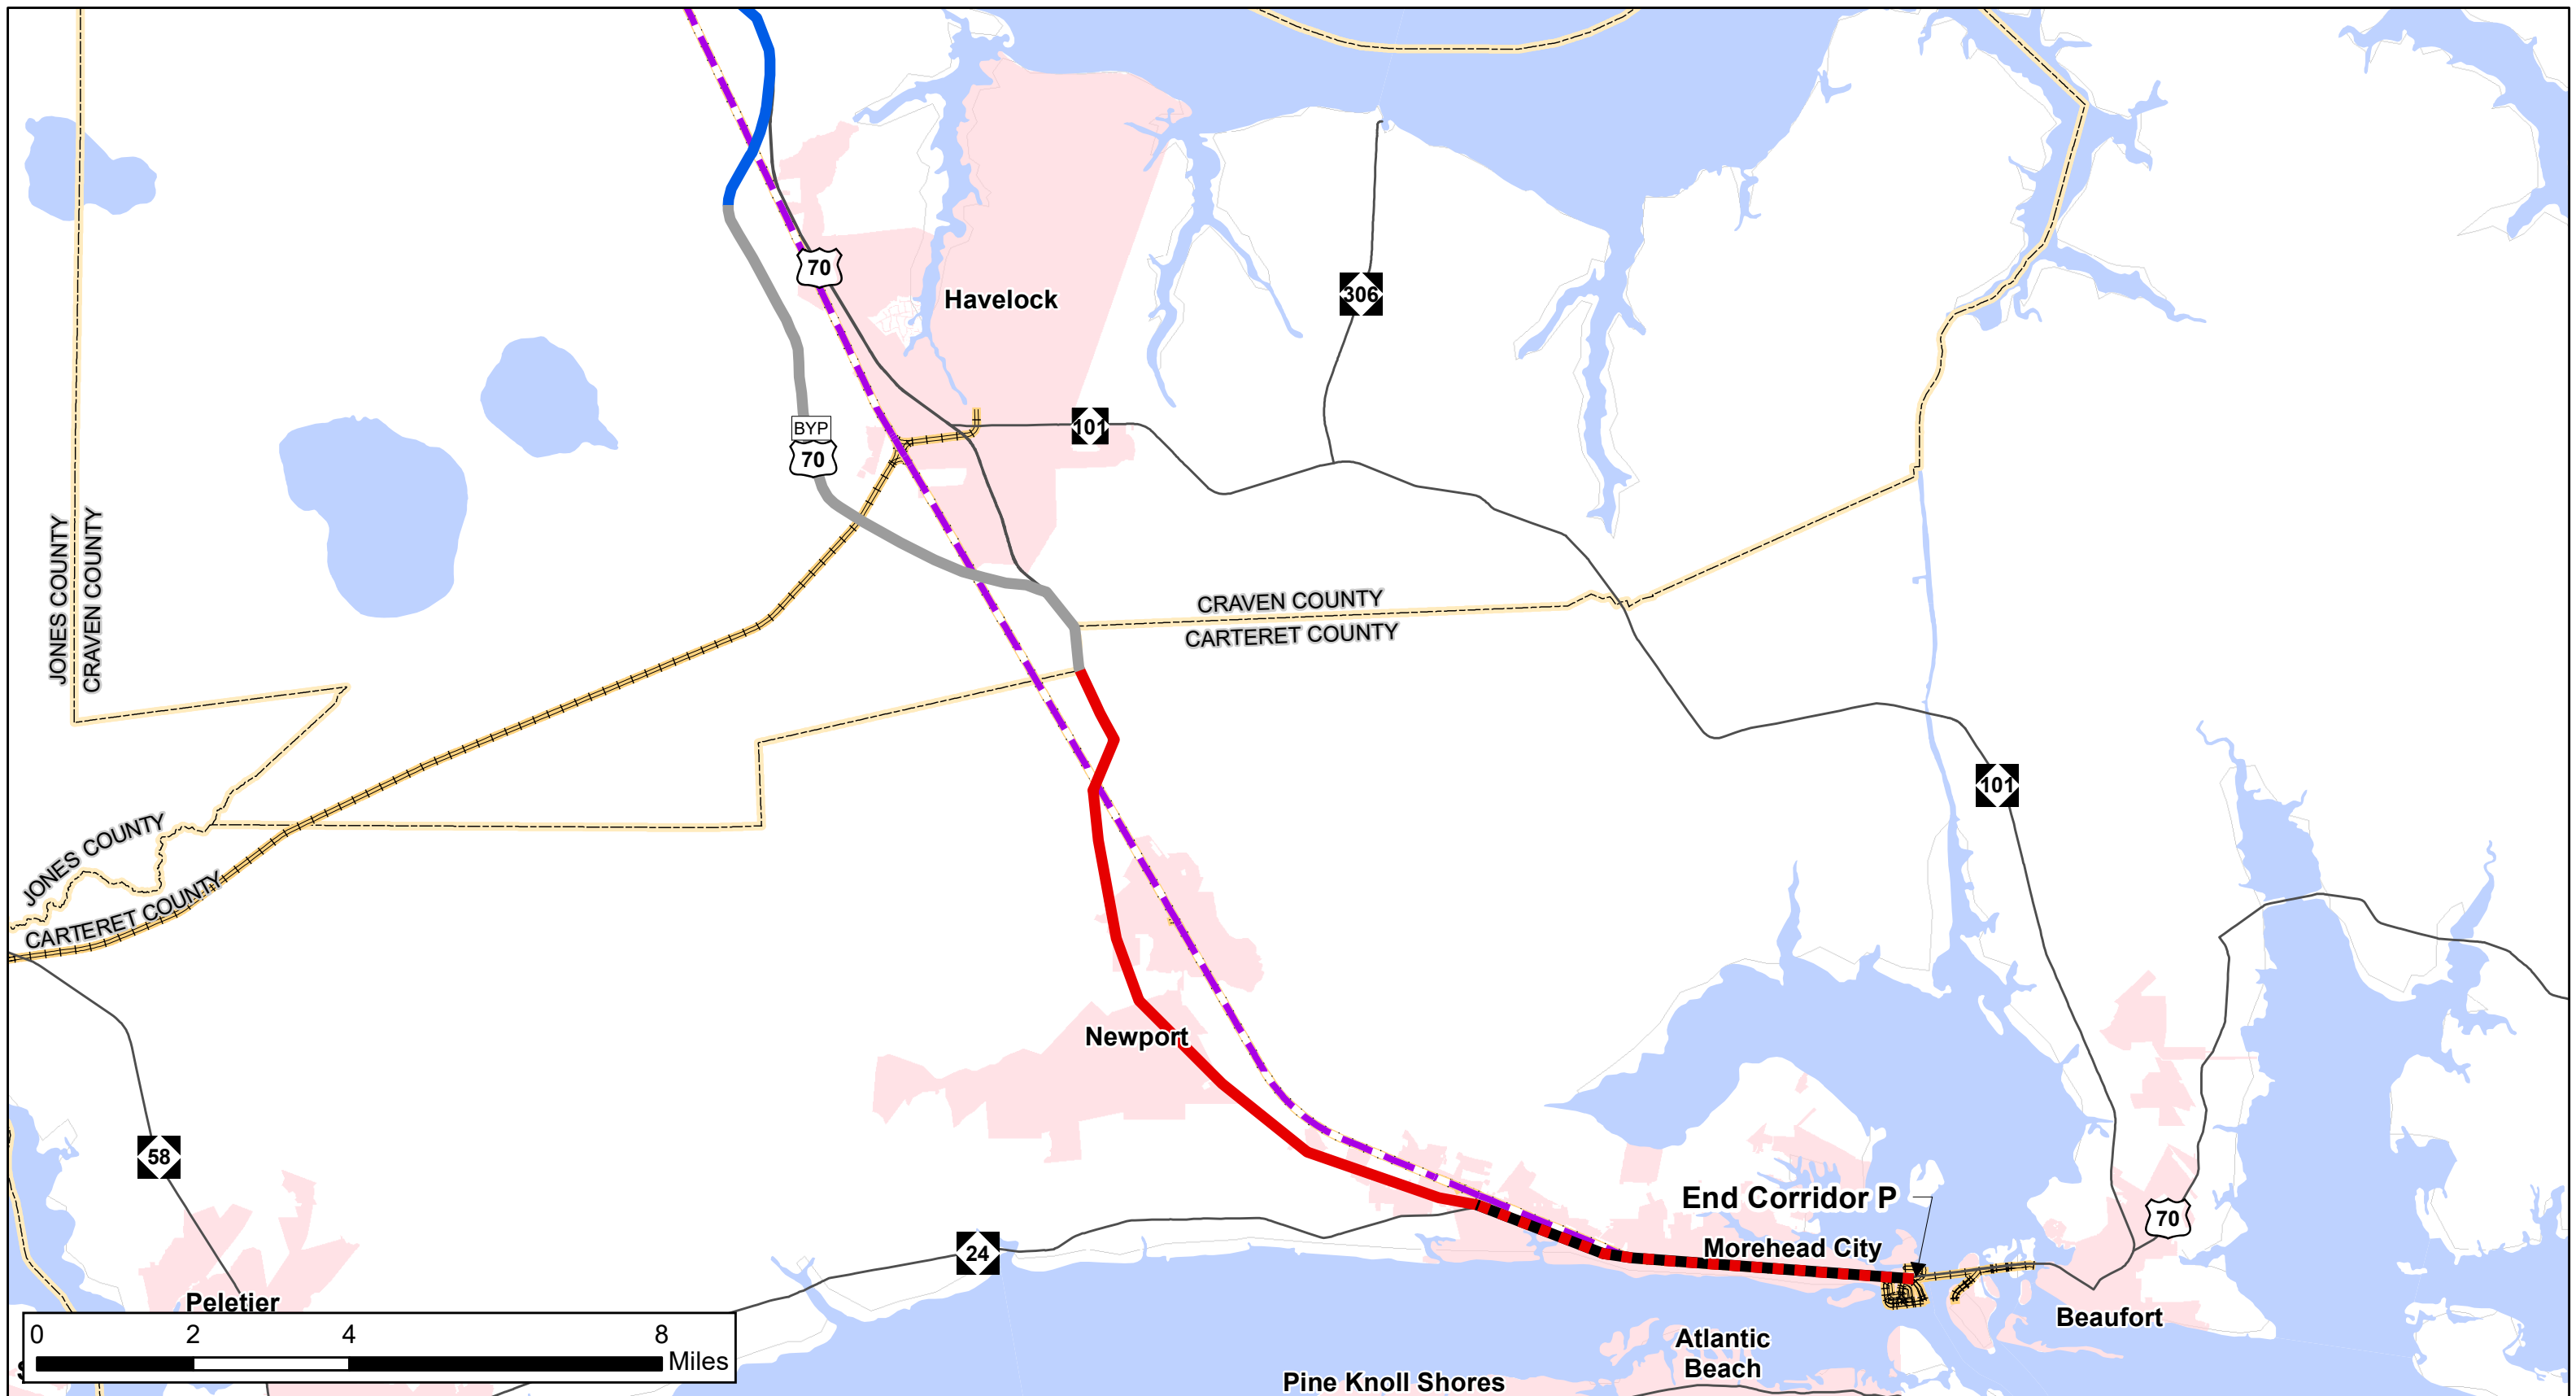 70
Havelock
306
101
BYP
70
JONES COUNTY
CRAVEN COUNTY
CRAVEN COUNTY
CARTERET COUNTY
101
JONES COUNTY
CARTERET COUNTY
Newport
58
End Corridor P
70
24
Morehead City
Peletier
Beaufort
0 2 4 8
Miles
Atlantic
Beach
Pine Knoll Shores